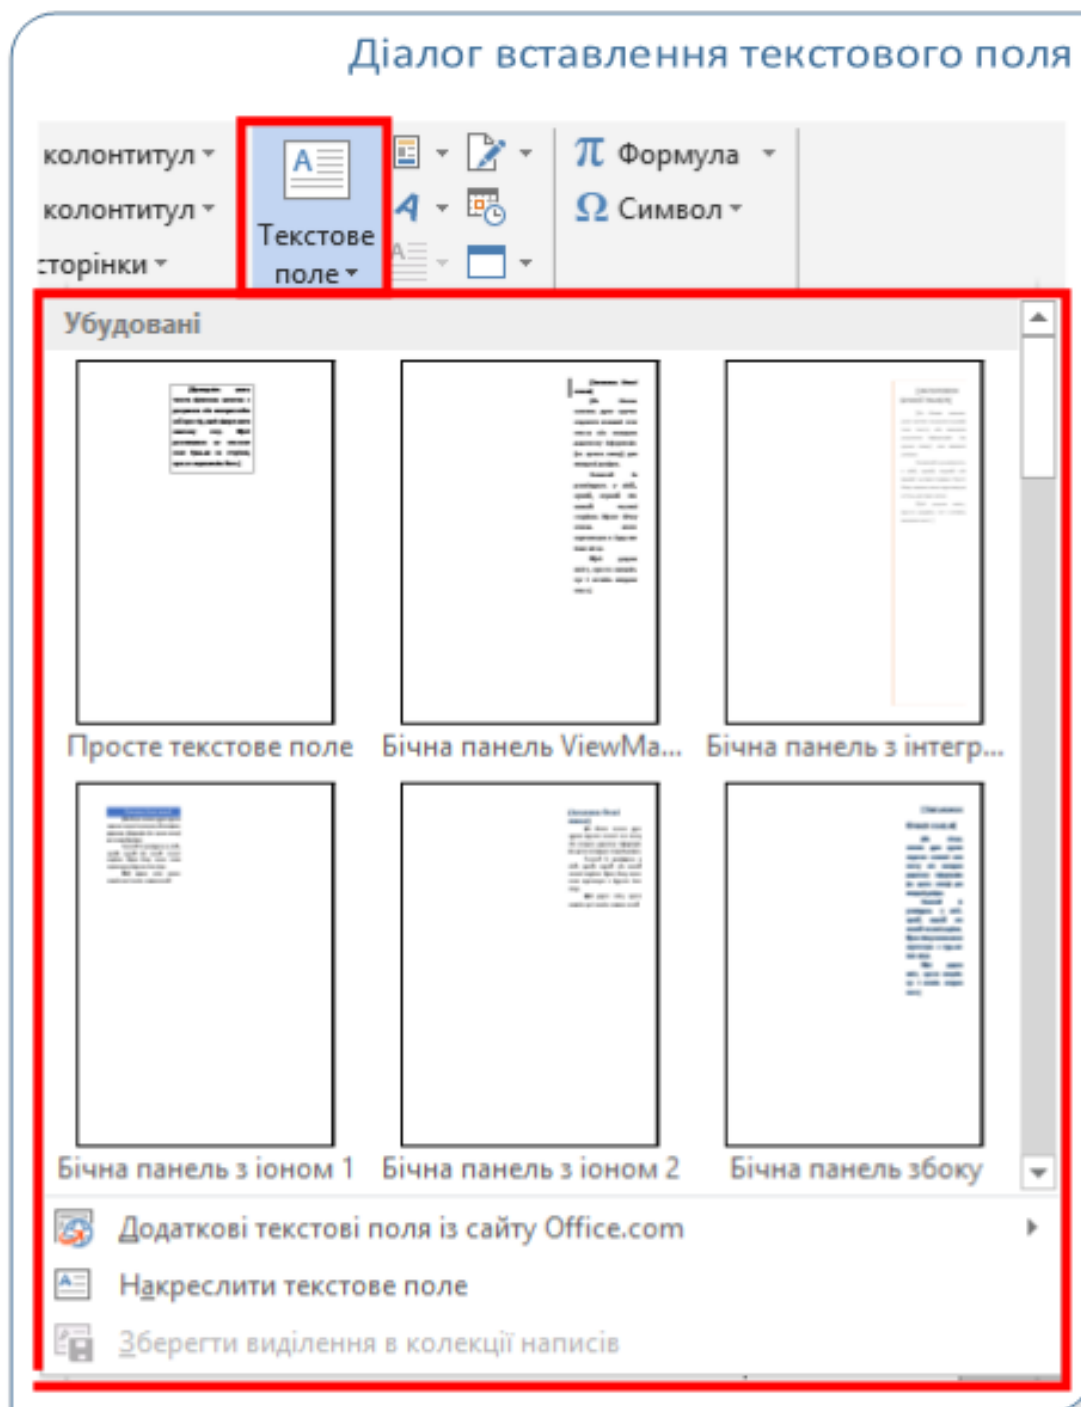 Діалог вставлення текстового поля
колонтитул
колонтитул
сторінки
Текстове
поле
Формула
Символ
Убудовані
Просте текстове поле
Бічна панель ViewMa...
Бічна панель з інтегр...
Бічна панель з іоном 1
Бічна панель з іоном 2
Бічна панель збоку
Додаткові текстові поля із сайту Office.com
Накреслити текстове поле
Зберегти виділення в колекції написів